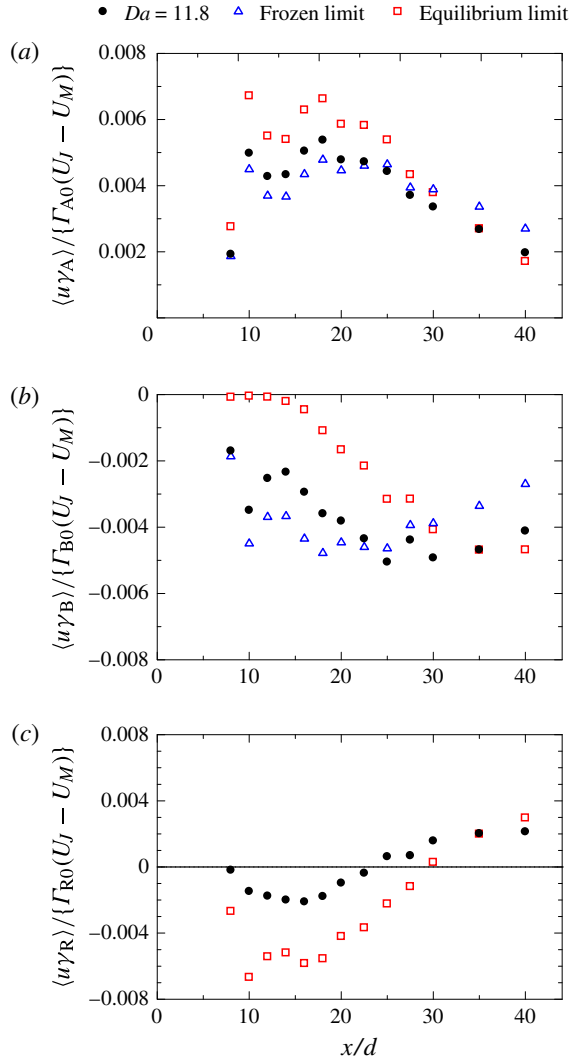 Da = 11.8 Frozen limit Equilibrium limit
(a)
0.008
0.006
0.004
0.002
0 10 20 30 40
⟨uγ_A⟩/{Γ_A0(U_J − U_M)}
(b)
0
−0.002
−0.004
−0.006
−0.008
0 10 20 30 40
⟨uγ_B⟩/{Γ_B0(U_J − U_M)}
(c)
0.008
0.004
0
−0.004
−0.008
0 10 20 30 40
⟨uγ_R⟩/{Γ_R0(U_J − U_M)}
x/d